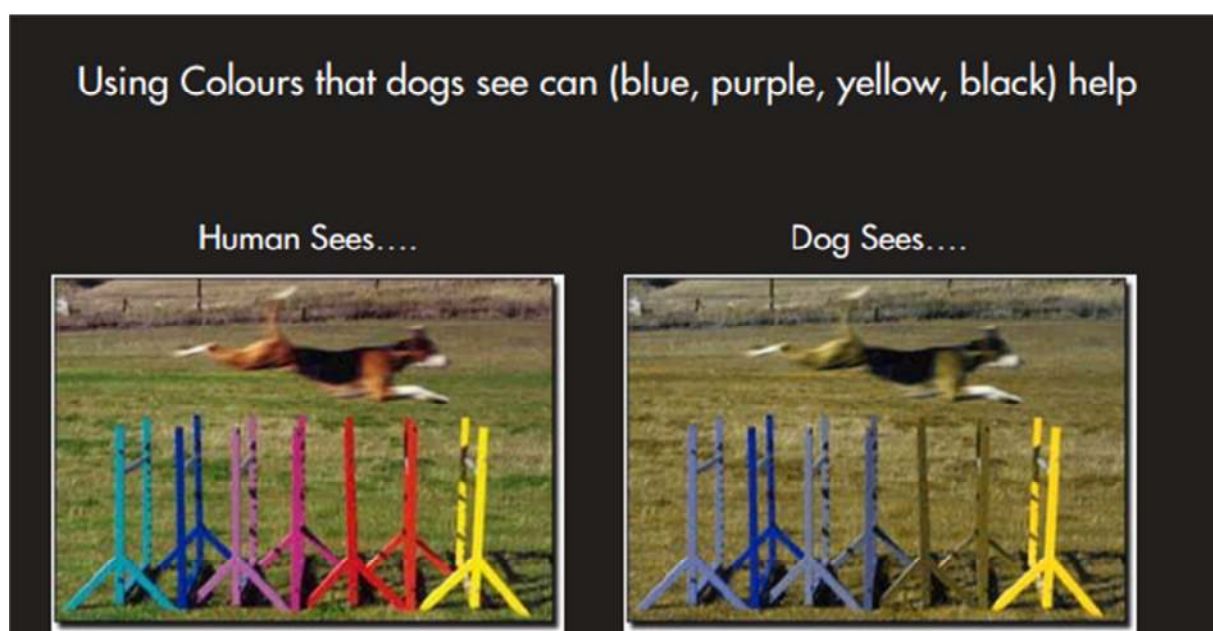 Using Colours that dogs see can (blue, purple, yellow, black) help
Human Sees....
Dog Sees....